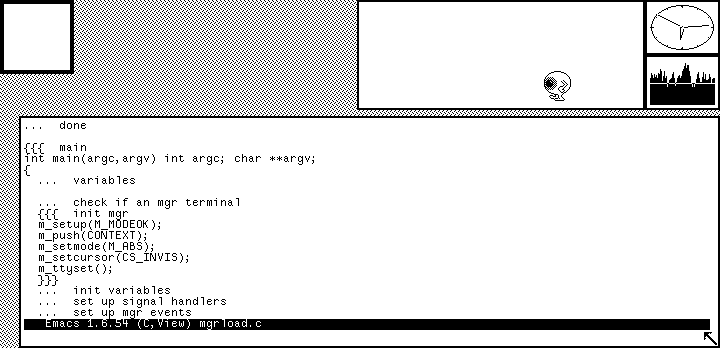 ...  done
{{{  main
int main(argc,argv) int argc; char **argv;
{
...  variables
...  check if an mgr terminal
{{{  init mgr
m_setup(M_MODEOK);
m_push(CONTEXT);
m_setmode(M_ABS);
m_setcursor(CS_INVIS);
m_ttyset();
}}}
...  init variables
...  set up signal handlers
...  set up mgr events
Emacs 1.6.54 (C,View) mgrload.c